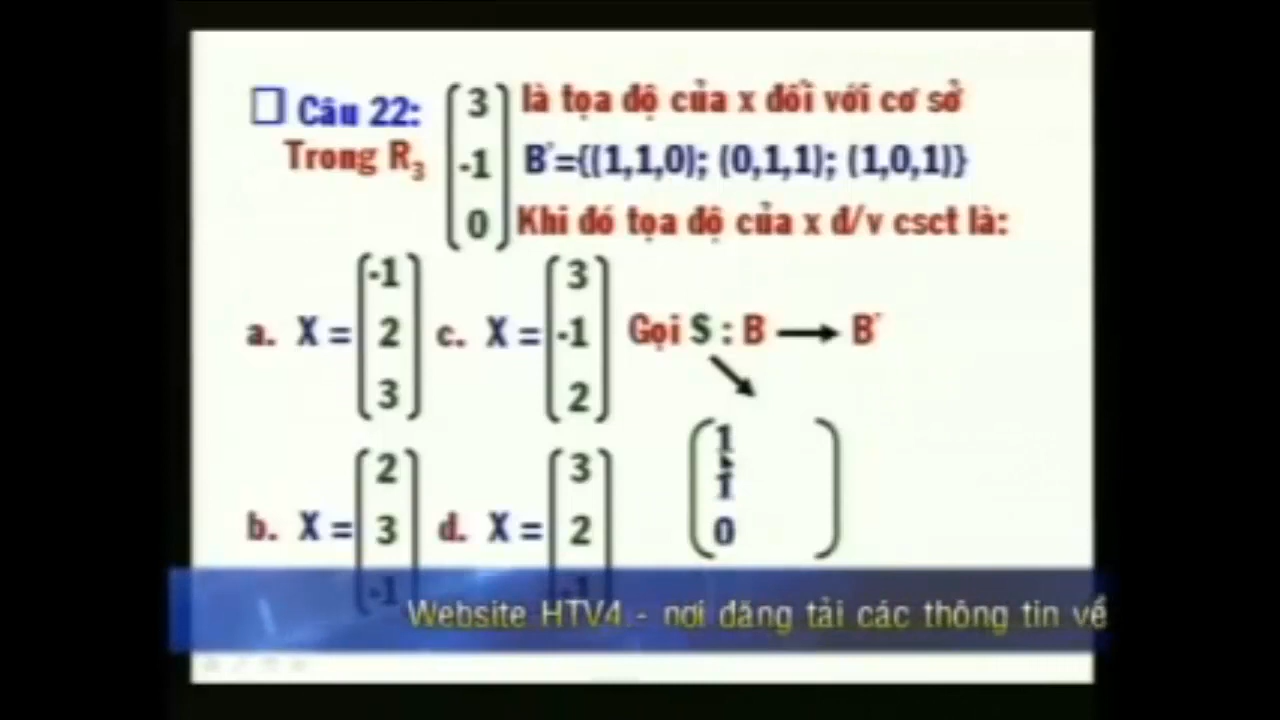 Câu 22:
Trong R3
3
-1
0
là tọa độ của x đối với cơ sở
B'={(1,1,0); (0,1,1); (1,0,1)}
Khi đó tọa độ của x đ/v csct là:
a. X =
-1
2
3
c. X =
3
-1
2
Gọi S : B → B'
1
1
0
b. X =
2
3
-1
d. X =
3
2
-1
Website HTV4 - nơi đăng tải các thông tin về